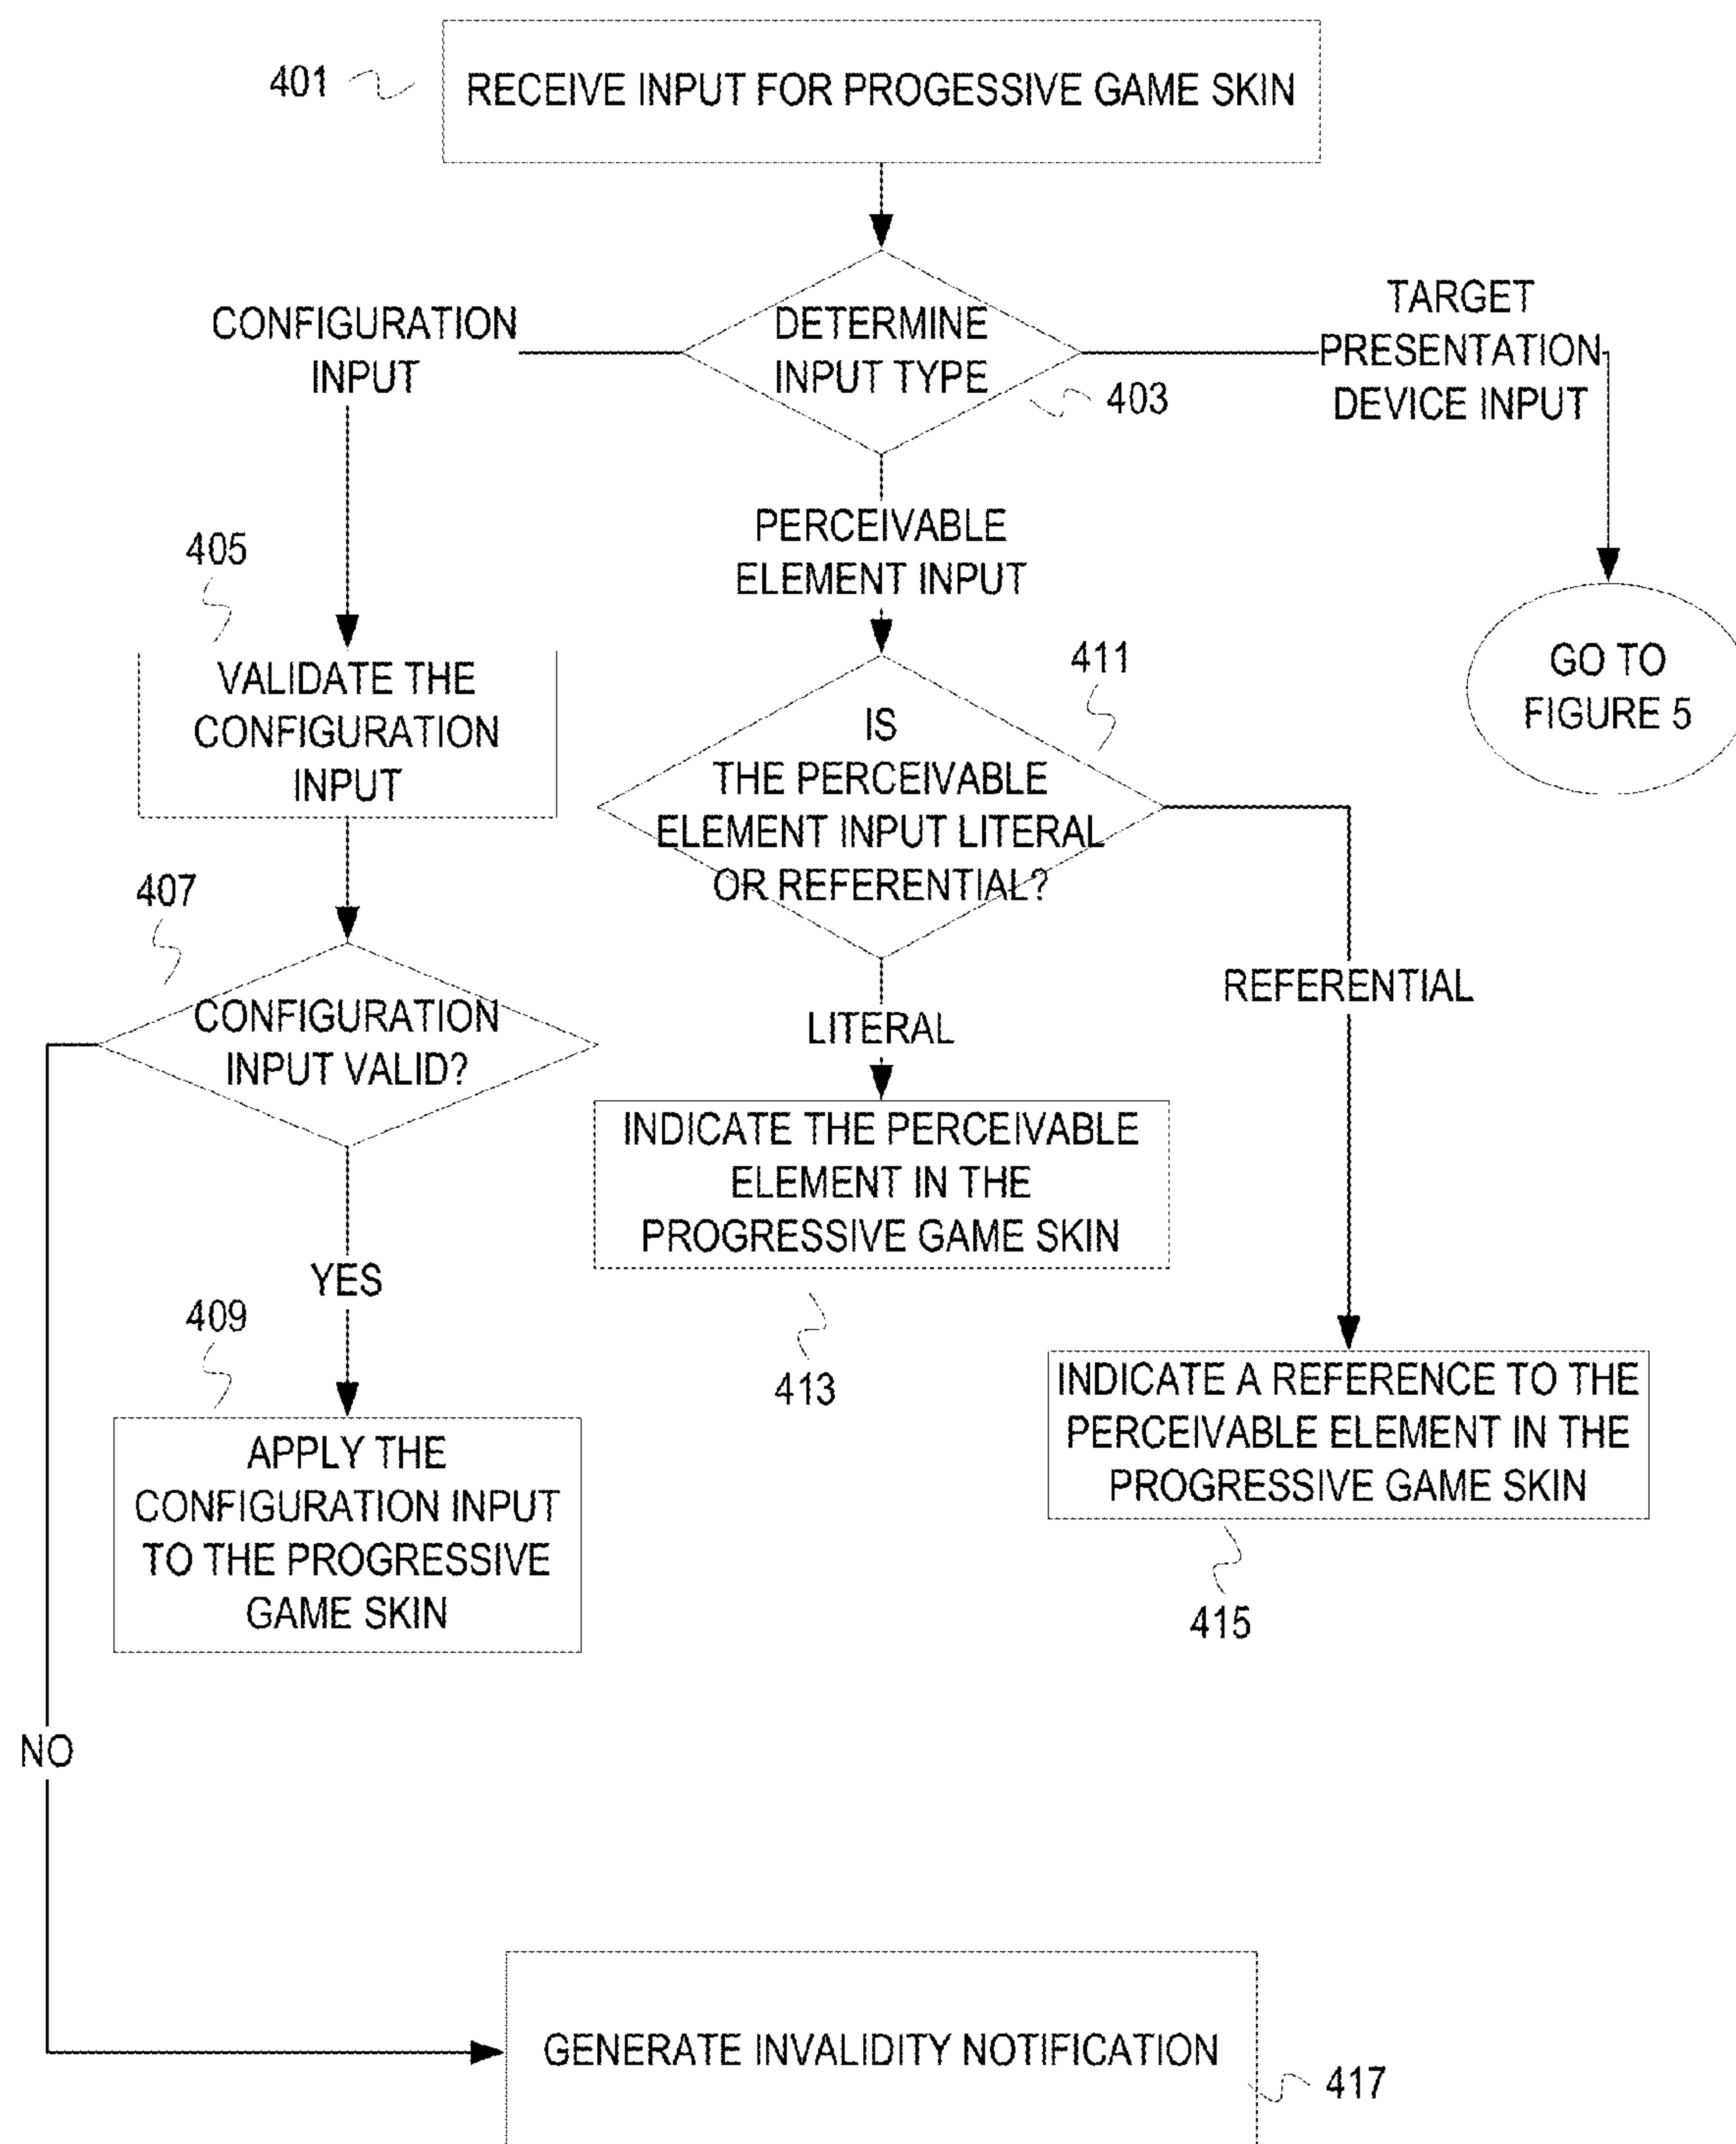 401
RECEIVE INPUT FOR PROGESSIVE GAME SKIN
DETERMINE
INPUT TYPE
403
CONFIGURATION
INPUT
TARGET
PRESENTATION
DEVICE INPUT
PERCEIVABLE
ELEMENT INPUT
GO TO
FIGURE 5
405
VALIDATE THE
CONFIGURATION
INPUT
407
CONFIGURATION
INPUT VALID?
YES
409
APPLY THE
CONFIGURATION INPUT
TO THE PROGRESSIVE
GAME SKIN
411
IS
THE PERCEIVABLE
ELEMENT INPUT LITERAL
OR REFERENTIAL?
LITERAL
INDICATE THE PERCEIVABLE
ELEMENT IN THE
PROGRESSIVE GAME SKIN
413
REFERENTIAL
INDICATE A REFERENCE TO THE
PERCEIVABLE ELEMENT IN THE
PROGRESSIVE GAME SKIN
415
NO
GENERATE INVALIDITY NOTIFICATION
417